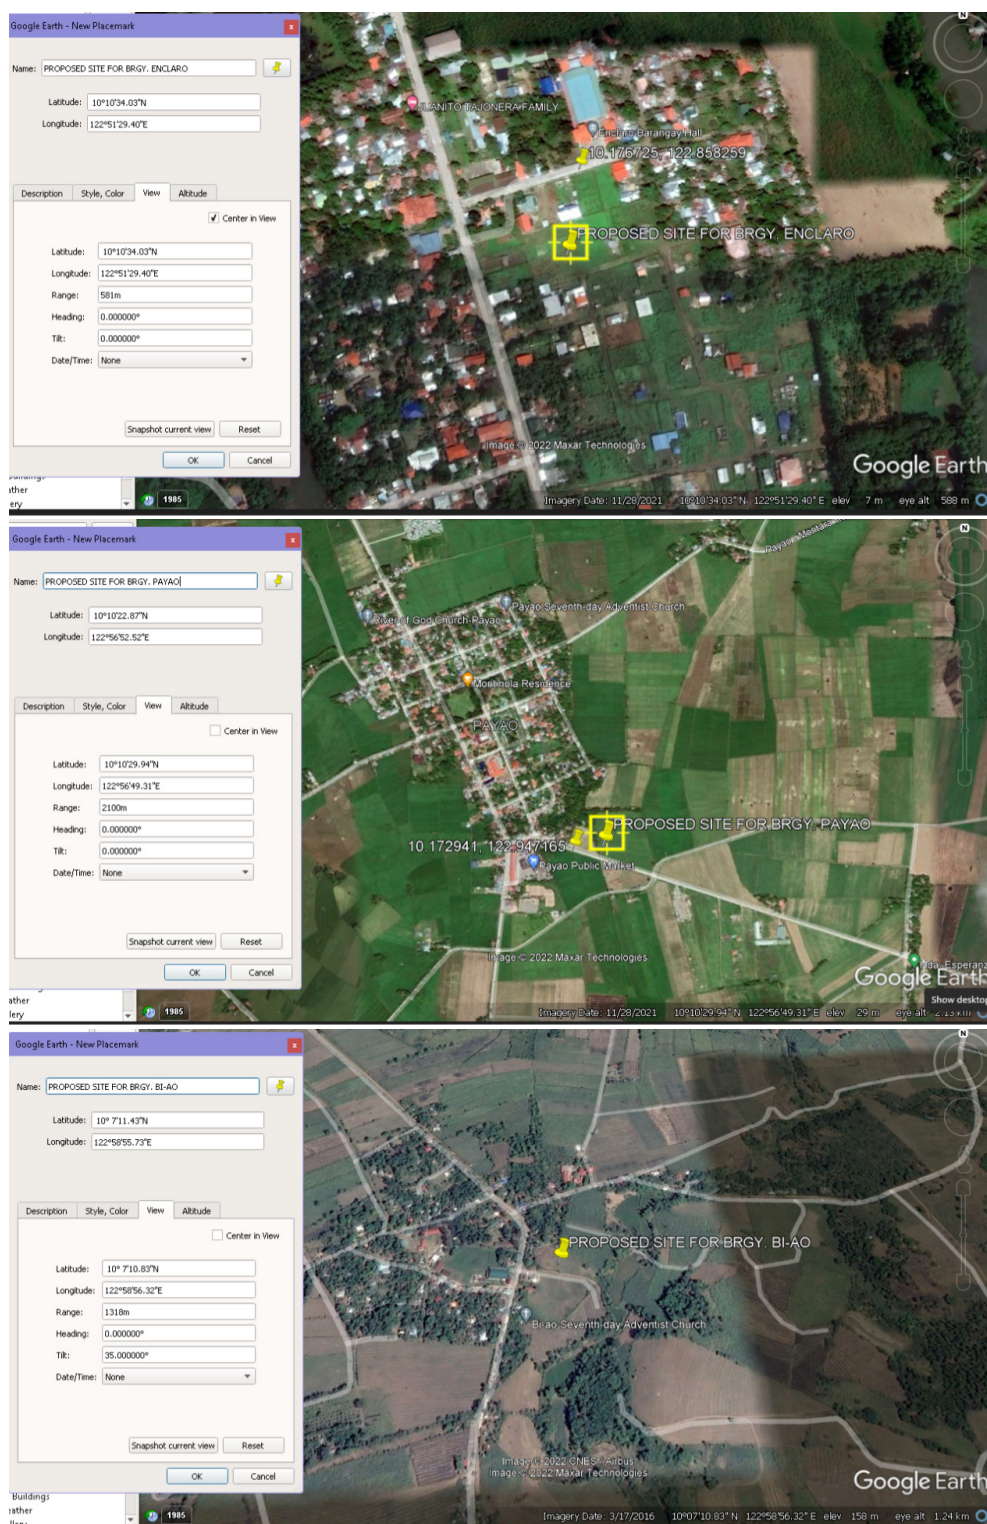 Google Earth - New Placemark
Name: PROPOSED SITE FOR BRGY. ENCLARO
Latitude: 10°10'34.03"N
Longitude: 122°51'29.40"E
Description Style, Color View Altitude
Center in View
Latitude: 10°10'34.03"N
Longitude: 122°51'29.40"E
Range: 581m
Heading: 0.000000°
Tilt: 0.000000°
Date/Time: None
Snapshot current view Reset
OK Cancel
ather
ery
1985
N
JUANITO TAJONERA FAMILY
Enclaro Barangay Hall
10.176725, 122.858259
PROPOSED SITE FOR BRGY. ENCLARO
Image © 2022 Maxar Technologies
Google Earth
Imagery Date: 11/28/2021 10°10'34.03" N 122°51'29.40" E elev 7 m eye alt 588 m
Google Earth - New Placemark
Name: PROPOSED SITE FOR BRGY. PAYAO
Latitude: 10°10'22.87"N
Longitude: 122°56'52.52"E
Description Style, Color View Altitude
Center in View
Latitude: 10°10'29.94"N
Longitude: 122°56'49.31"E
Range: 2100m
Heading: 0.000000°
Tilt: 0.000000°
Date/Time: None
Snapshot current view Reset
OK Cancel
ather
llery
1985
N
Payao Seventh-day Adventist Church
River of God Church-Payao
Montinola Residence
PAYAO
PROPOSED SITE FOR BRGY. PAYAO
10.172941, 122.947165
Payao Public Market
Image © 2022 Maxar Technologies
Hda. Esperanz
Google Earth
Show desktop
Imagery Date: 11/28/2021 10°10'29.94" N 122°56'49.31" E elev 29 m eye alt 2.13 km
Google Earth - New Placemark
Name: PROPOSED SITE FOR BRGY. BI-AO
Latitude: 10° 7'11.43"N
Longitude: 122°58'55.73"E
Description Style, Color View Altitude
Center in View
Latitude: 10° 7'10.83"N
Longitude: 122°58'56.32"E
Range: 1318m
Heading: 0.000000°
Tilt: 35.000000°
Date/Time: None
Snapshot current view Reset
OK Cancel
Buildings
eather
1985
N
PROPOSED SITE FOR BRGY. BI-AO
Bi-ao Seventh-day Adventist Church
Image © 2022 CNES / Airbus
Image © 2022 Maxar Technologies
Google Earth
Imagery Date: 3/17/2016 10°07'10.83" N 122°58'56.32" E elev 158 m eye alt 1.24 km